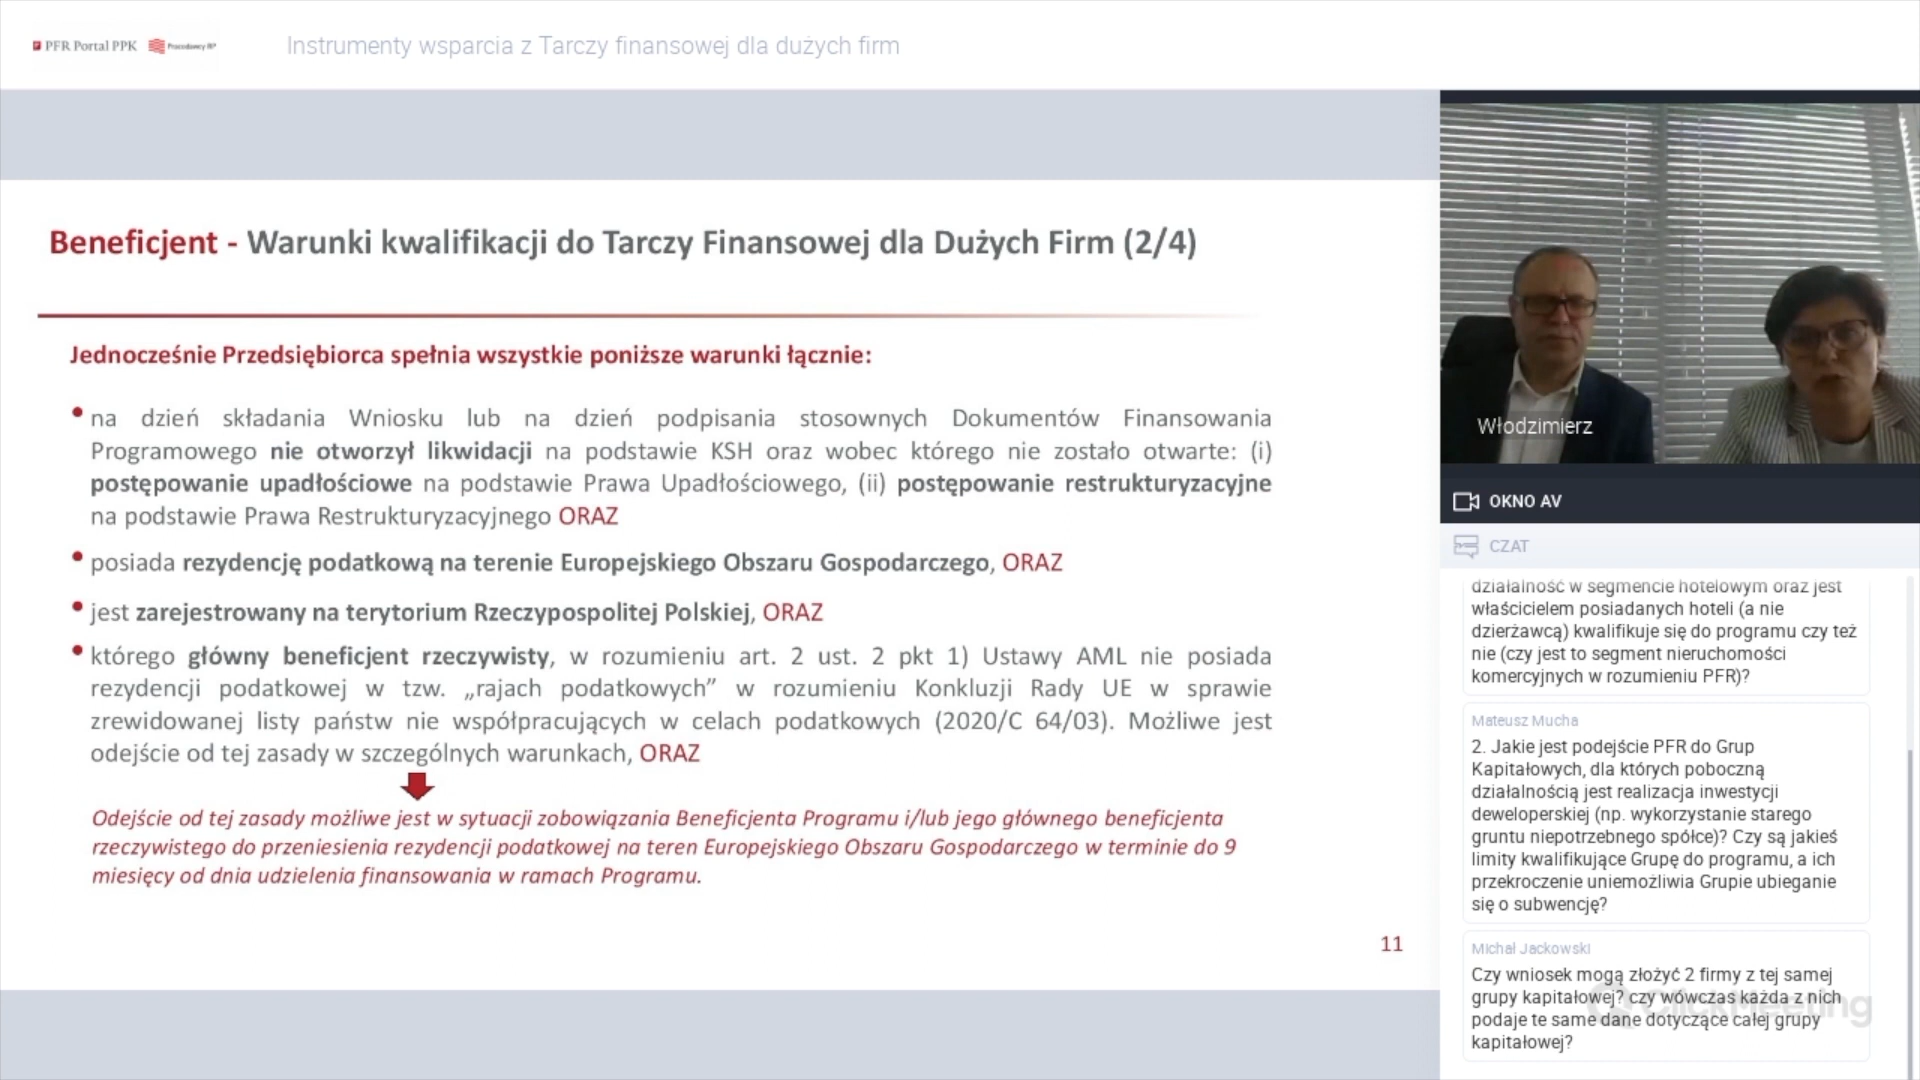 PFR Portal PPK
Pracodawcy RP
Instrumenty wsparcia z Tarczy finansowej dla dużych firm
Beneficjent - Warunki kwalifikacji do Tarczy Finansowej dla Dużych Firm (2/4)
Jednocześnie Przedsiębiorca spełnia wszystkie poniższe warunki łącznie:
• na dzień składania Wniosku lub na dzień podpisania stosownych Dokumentów Finansowania
Programowego nie otworzył likwidacji na podstawie KSH oraz wobec którego nie zostało otwarte: (i)
postępowanie upadłościowe na podstawie Prawa Upadłościowego, (ii) postępowanie restrukturyzacyjne
na podstawie Prawa Restrukturyzacyjnego ORAZ
• posiada rezydencję podatkową na terenie Europejskiego Obszaru Gospodarczego, ORAZ
• jest zarejestrowany na terytorium Rzeczypospolitej Polskiej, ORAZ
• którego główny beneficjent rzeczywisty, w rozumieniu art. 2 ust. 2 pkt 1) Ustawy AML nie posiada
rezydencji podatkowej w tzw. „rajach podatkowych” w rozumieniu Konkluzji Rady UE w sprawie
zrewidowanej listy państw nie współpracujących w celach podatkowych (2020/C 64/03). Możliwe jest
odejście od tej zasady w szczególnych warunkach, ORAZ
Odejście od tej zasady możliwe jest w sytuacji zobowiązania Beneficjenta Programu i/lub jego głównego beneficjenta
rzeczywistego do przeniesienia rezydencji podatkowej na teren Europejskiego Obszaru Gospodarczego w terminie do 9
miesięcy od dnia udzielenia finansowania w ramach Programu.
11
Włodzimierz
OKNO AV
CZAT
działalność w segmencie hotelowym oraz jest
właścicielem posiadanych hoteli (a nie
dzierżawcą) kwalifikuje się do programu czy też
nie (czy jest to segment nieruchomości
komercyjnych w rozumieniu PFR)?
Mateusz Mucha
2. Jakie jest podejście PFR do Grup
Kapitałowych, dla których poboczną
działalnością jest realizacja inwestycji
deweloperskiej (np. wykorzystanie starego
gruntu niepotrzebnego spółce)? Czy są jakieś
limity kwalifikujące Grupę do programu, a ich
przekroczenie uniemożliwia Grupie ubieganie
się o subwencję?
Michał Jackowski
Czy wniosek mogą złożyć 2 firmy z tej samej
grupy kapitałowej? czy wówczas każda z nich
podaje te same dane dotyczące całej grupy
kapitałowej?
ClickMeeting